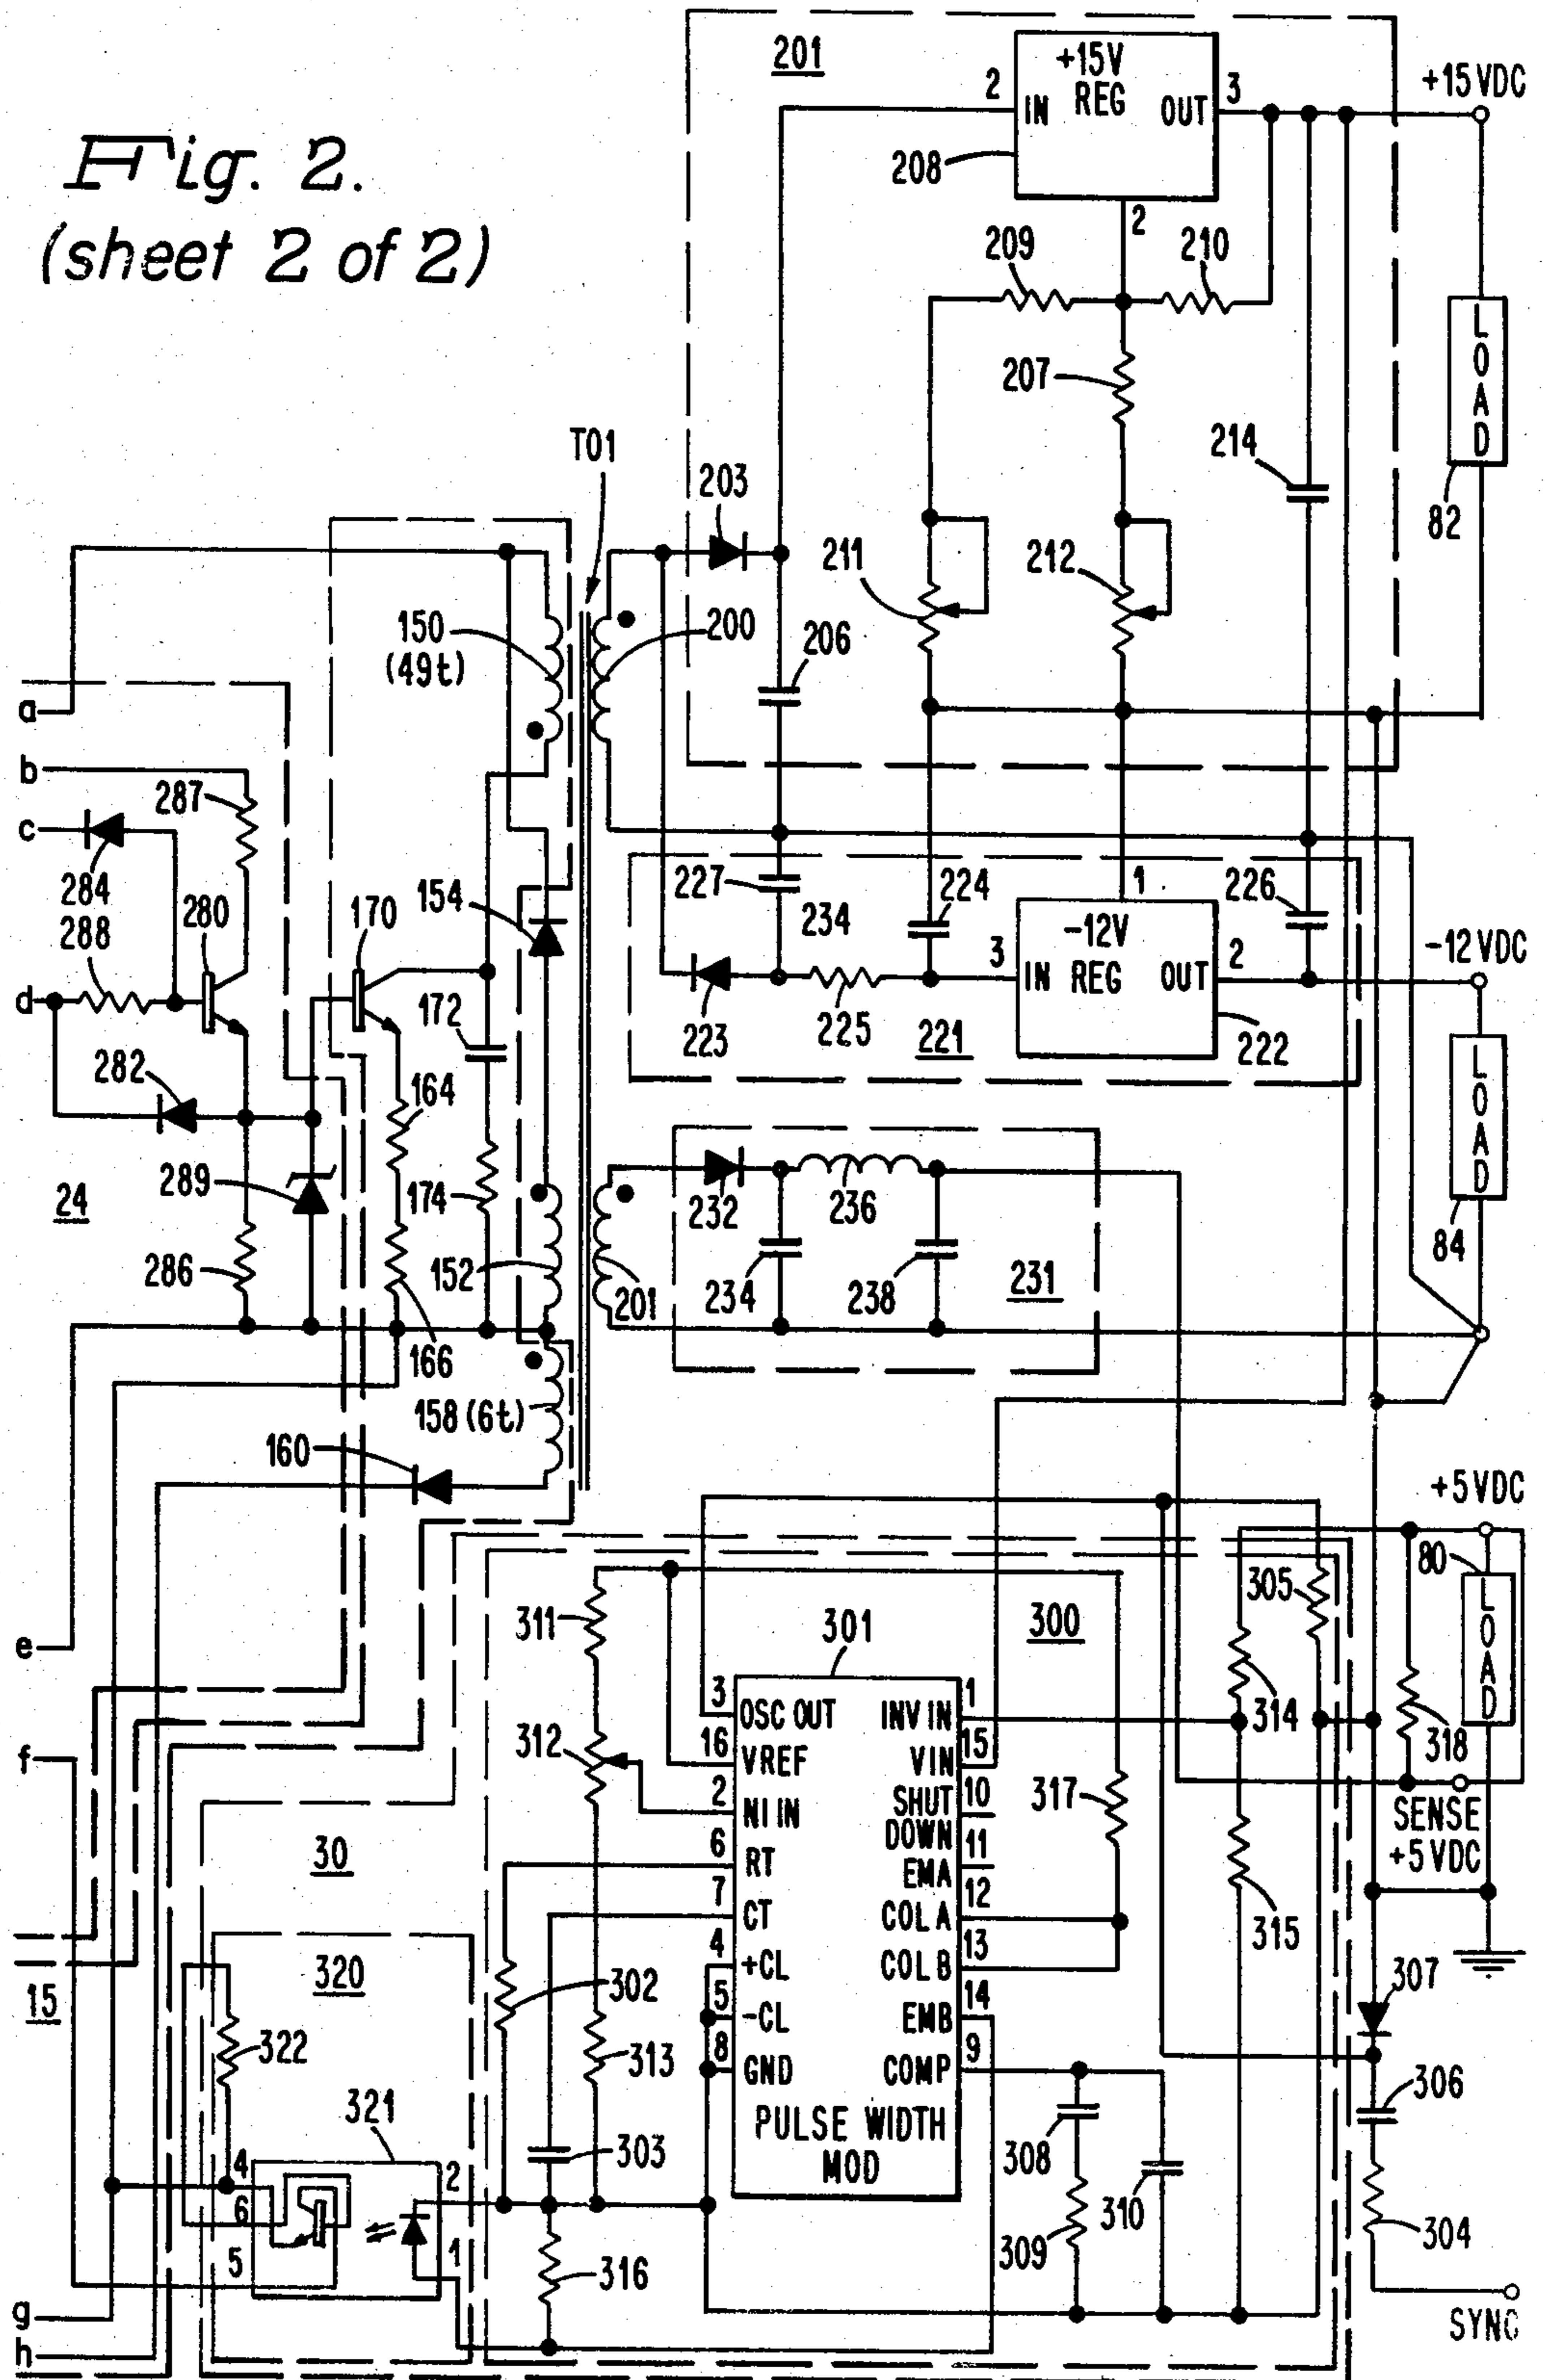 Fig. 2.
(sheet 2 of 2)
201
+15V
REG
2
IN
OUT
3
+15 VDC
208
2
209
210
207
LOAD
82
214
T01
203
211
212
150
(49t)
200
206
a
b
c
287
284
288
280
170
154
227
234
224
1
226
-12V
REG
3
IN
OUT
2
-12 VDC
d
172
223
225
221
222
282
164
LOAD
84
289
174
24
286
152
232
236
201
234
238
231
166
158 (6t)
160
+5 VDC
80
LOAD
305
311
301
300
e
3
OSC OUT
INV IN
1
314
312
16
VREF
VIN
15
318
f
2
NI IN
SHUT
DOWN
10
317
SENSE
+5 VDC
6
RT
EMA
11
30
7
CT
COL A
12
315
4
+CL
COL B
13
320
307
15
302
5
-CL
EMB
14
322
313
8
GND
COMP
9
306
321
PULSE WIDTH
MOD
308
303
310
4
2
6
309
304
5
1
316
g
SYNC
h